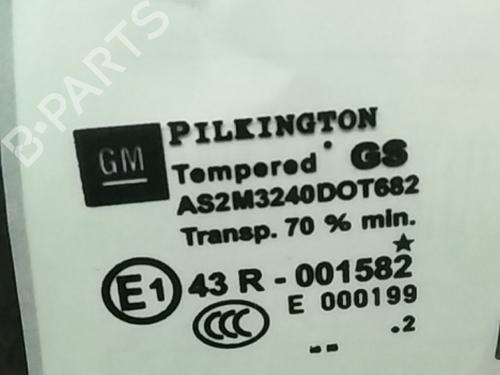 B-PARTS
GM
PILKINGTON
Tempered GS
AS2M3240DOT682
Transp. 70 % min.
E1 43 R - 001582
CCC E 000199
.2